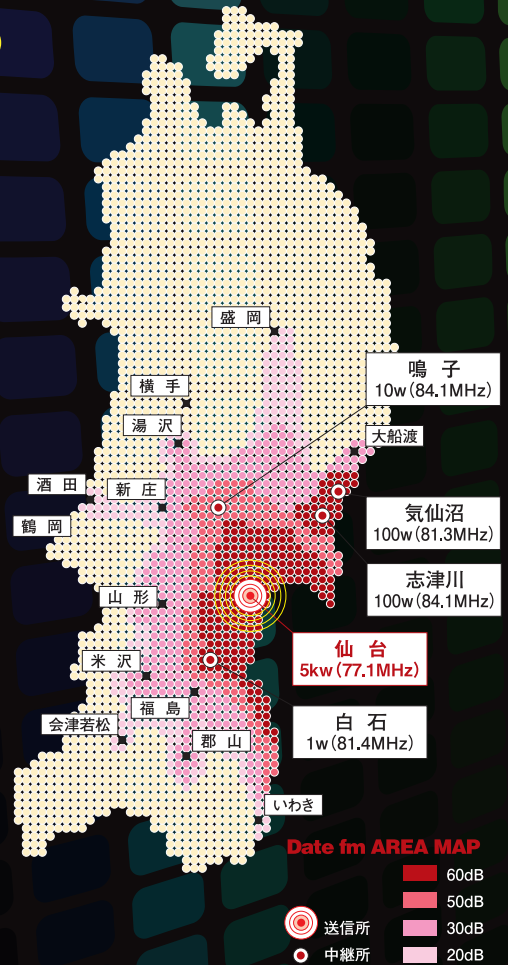 盛岡
鳴子
10w(84.1MHz)
横手
湯沢
大船渡
酒田
新庄
鶴岡
気仙沼
100w(81.3MHz)
志津川
100w(84.1MHz)
山形
仙台
5kw(77.1MHz)
米沢
福島
白石
1w(81.4MHz)
会津若松
郡山
いわき
Date fm AREA MAP
60dB
50dB
送信所
30dB
中継所
20dB